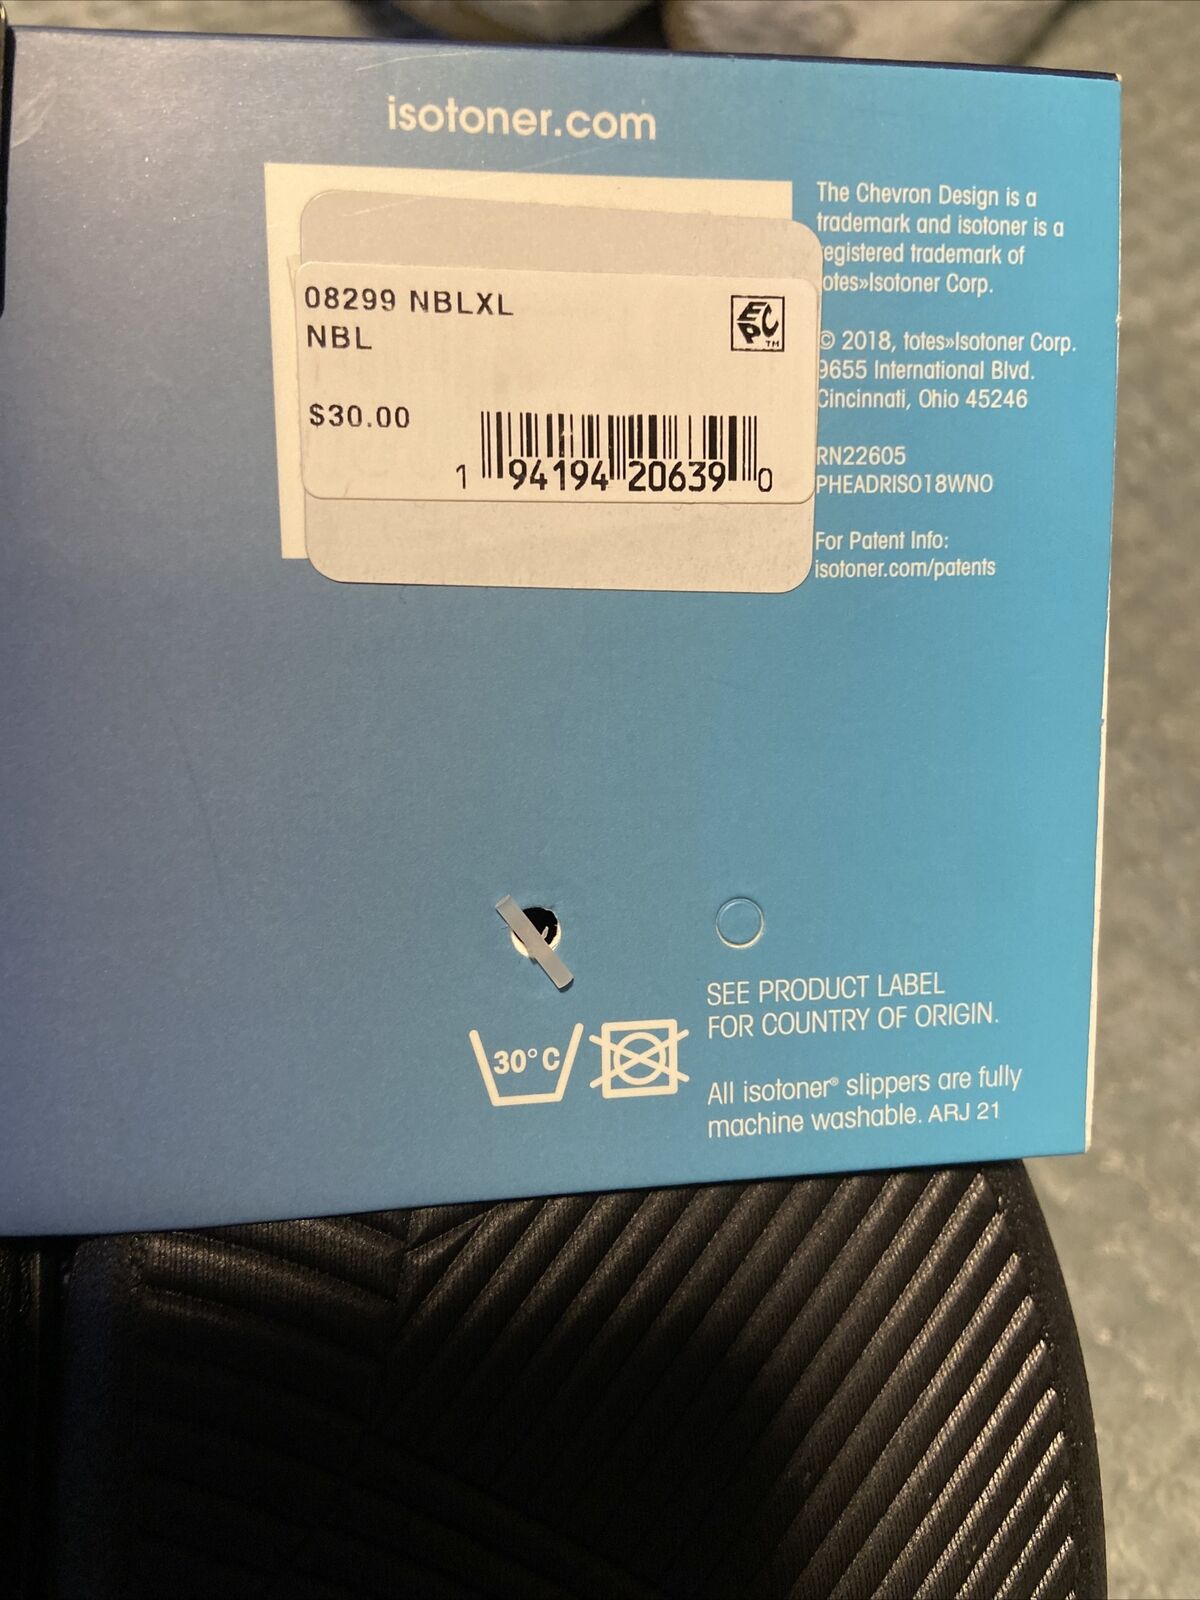 isotoner.com
The Chevron Design is a
trademark and isotoner is a
egistered trademark of
otes»Isotoner Corp.
08299 NBLXL
NBL
EPC™
$30.00
1 94194 20639 0
© 2018, totes»Isotoner Corp.
9655 International Blvd.
Cincinnati, Ohio 45246
RN22605
PHEADRISO18WNO
For Patent Info:
isotoner.com/patents
SEE PRODUCT LABEL
FOR COUNTRY OF ORIGIN.
30°C
All isotoner® slippers are fully
machine washable. ARJ 21